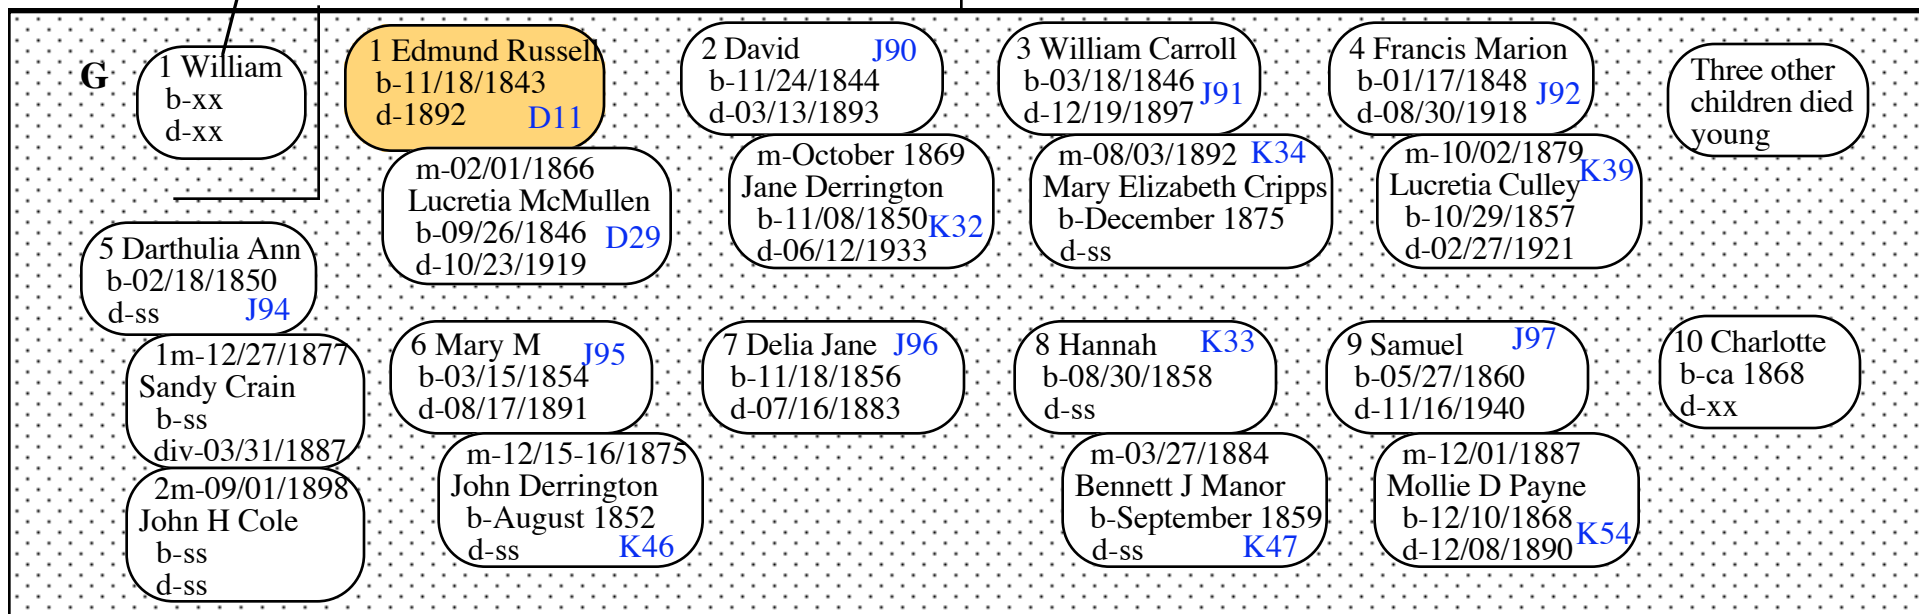 G
1 William
b-xx
d-xx
1 Edmund Russell
b-11/18/1843
d-1892 D11
m-02/01/1866
Lucretia McMullen
b-09/26/1846 D29
d-10/23/1919
2 David J90
b-11/24/1844
d-03/13/1893
m-October 1869
Jane Derrington
b-11/08/1850 K32
d-06/12/1933
3 William Carroll
b-03/18/1846 J91
d-12/19/1897
m-08/03/1892 K34
Mary Elizabeth Cripps
b-December 1875
d-ss
4 Francis Marion
b-01/17/1848 J92
d-08/30/1918
m-10/02/1879
Lucretia Culley K39
b-10/29/1857
d-02/27/1921
Three other
children died
young
5 Darthulia Ann
b-02/18/1850
d-ss J94
1m-12/27/1877
Sandy Crain
b-ss
div-03/31/1887
2m-09/01/1898
John H Cole
b-ss
d-ss
6 Mary M J95
b-03/15/1854
d-08/17/1891
m-12/15-16/1875
John Derrington
b-August 1852
d-ss K46
7 Delia Jane J96
b-11/18/1856
d-07/16/1883
8 Hannah K33
b-08/30/1858
d-ss
m-03/27/1884
Bennett J Manor
b-September 1859
d-ss K47
9 Samuel J97
b-05/27/1860
d-11/16/1940
m-12/01/1887
Mollie D Payne
b-12/10/1868 K54
d-12/08/1890
10 Charlotte
b-ca 1868
d-xx